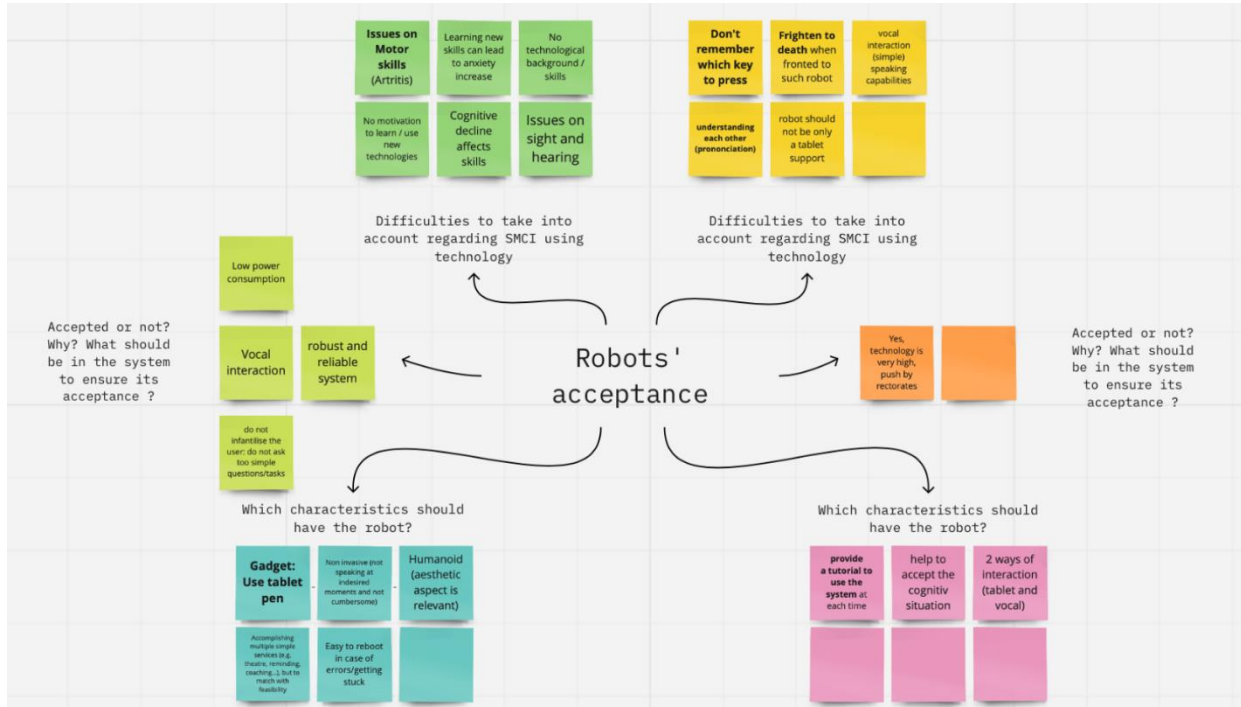 Issues on
Motor
skills
(Artritis)
Learning new
skills can lead
to anxiety
increase
No
technological
background /
skills
No motivation
to learn / use
new
technologies
Cognitive
decline
affects
skills
Issues on
sight and
hearing
Don't
remember
which key
to press
Frighten to
death when
fronted to
such robot
vocal
interaction
(simple)
speaking
capabilities
understanding
each other
(prononciation)
robot should
not be only
a tablet
support
Difficulties to take into
account regarding SMCI using
technology
Difficulties to take into
account regarding SMCI using
technology
Low power
consumption
Accepted or not?
Why? What should
be in the system
to ensure its
acceptance ?
Vocal
interaction
robust and
reliable
system
do not
infantilise the
user: do not ask
too simple
questions/tasks
Robots'
acceptance
Yes,
technology is
very high,
push by
rectorates
Accepted or not?
Why? What should
be in the system
to ensure its
acceptance ?
Which characteristics should
have the robot?
Gadget:
Use tablet
pen
Non invasive (not
speaking at
indesired
moments and not
cumbersome)
Humanoid
(aesthetic
aspect is
relevant)
Accomplishing
multiple simple
services (e.g.
theatre, reminding,
coaching...), but to
match with
feasibility
Easy to reboot
in case of
errors/getting
stuck
Which characteristics should
have the robot?
provide
a tutorial to
use the
system at
each time
help to
accept the
cognitiv
situation
2 ways of
interaction
(tablet and
vocal)